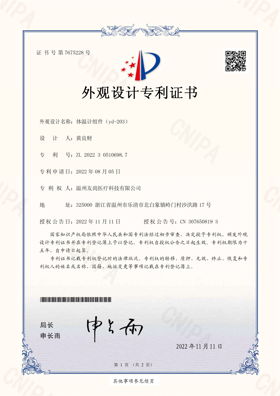 证书号第7675228号
外观设计专利证书
外观设计名称：体温计组件（yd-203）
设 计 人：黄良财
专 利 号：ZL 2022 3 0510698.7
专利申请日：2022年08月05日
专利权人：温州友尚医疗科技有限公司
地 址：325000 浙江省温州市乐清市北白象镇岭门村沙洪路17号
授权公告日：2022年11月11日 授权公告号：CN 307650819 S
国家知识产权局依照中华人民共和国专利法经过初步审查，决定授予专利权，颁发外观
设计专利证书并在专利登记簿上予以登记。专利权自授权公告之日起生效。专利权期限为十
五年，自申请日起算。
专利证书记载专利权登记时的法律状况。专利权的转移、质押、无效、终止、恢复和专
利权人的姓名或名称、国籍、地址变更等事项记载在专利登记簿上。
局长
申长雨
申长雨
2022年11月11日
第 1 页（共 2 页）
其他事项参见续页
CNIPA